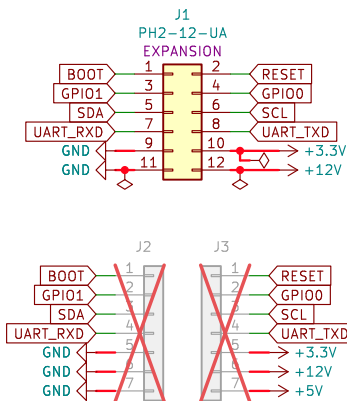 J1
PH2-12-UA
EXPANSION
BOOT 1 2 RESET
GPIO1 3 4 GPIO0
SDA 5 6 SCL
UART_RXD 7 8 UART_TXD
GND 9 10 +3.3V
GND 11 12 +12V
J2 J3
BOOT 1 1 RESET
GPIO1 2 2 GPIO0
SDA 3 3 SCL
UART_RXD 4 4 UART_TXD
GND 5 5 +3.3V
GND 6 6 +12V
GND 7 7 +5V